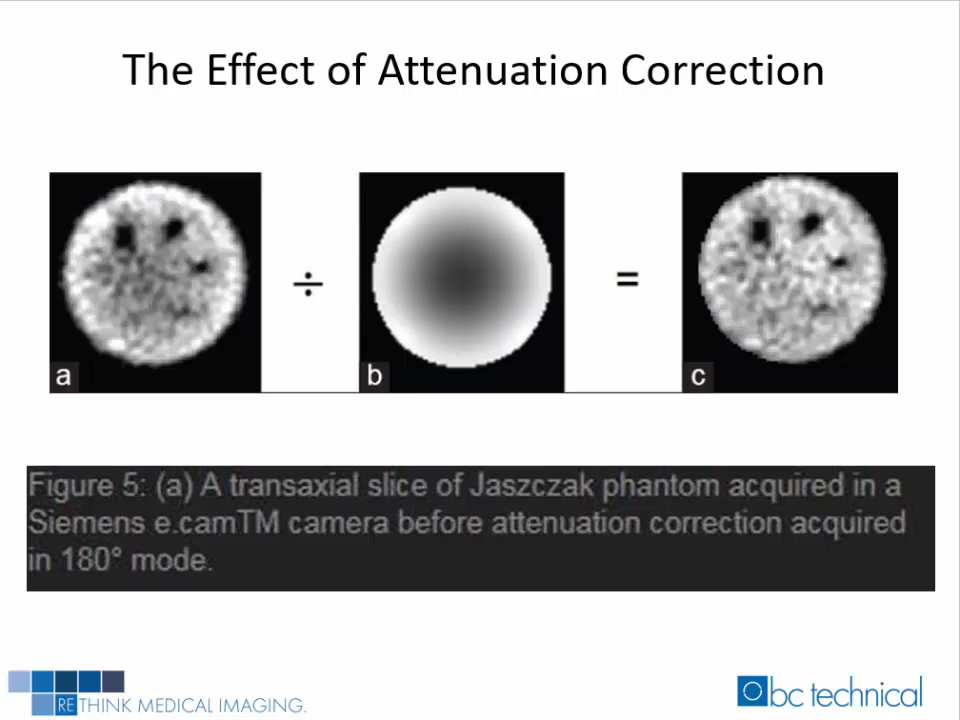 The Effect of Attenuation Correction
a
÷
b
=
c
Figure 5: (a) A transaxial slice of Jaszczak phantom acquired in a
Siemens e.camTM camera before attenuation correction acquired
in 180° mode.
RETHINK MEDICAL IMAGING.
bc technical